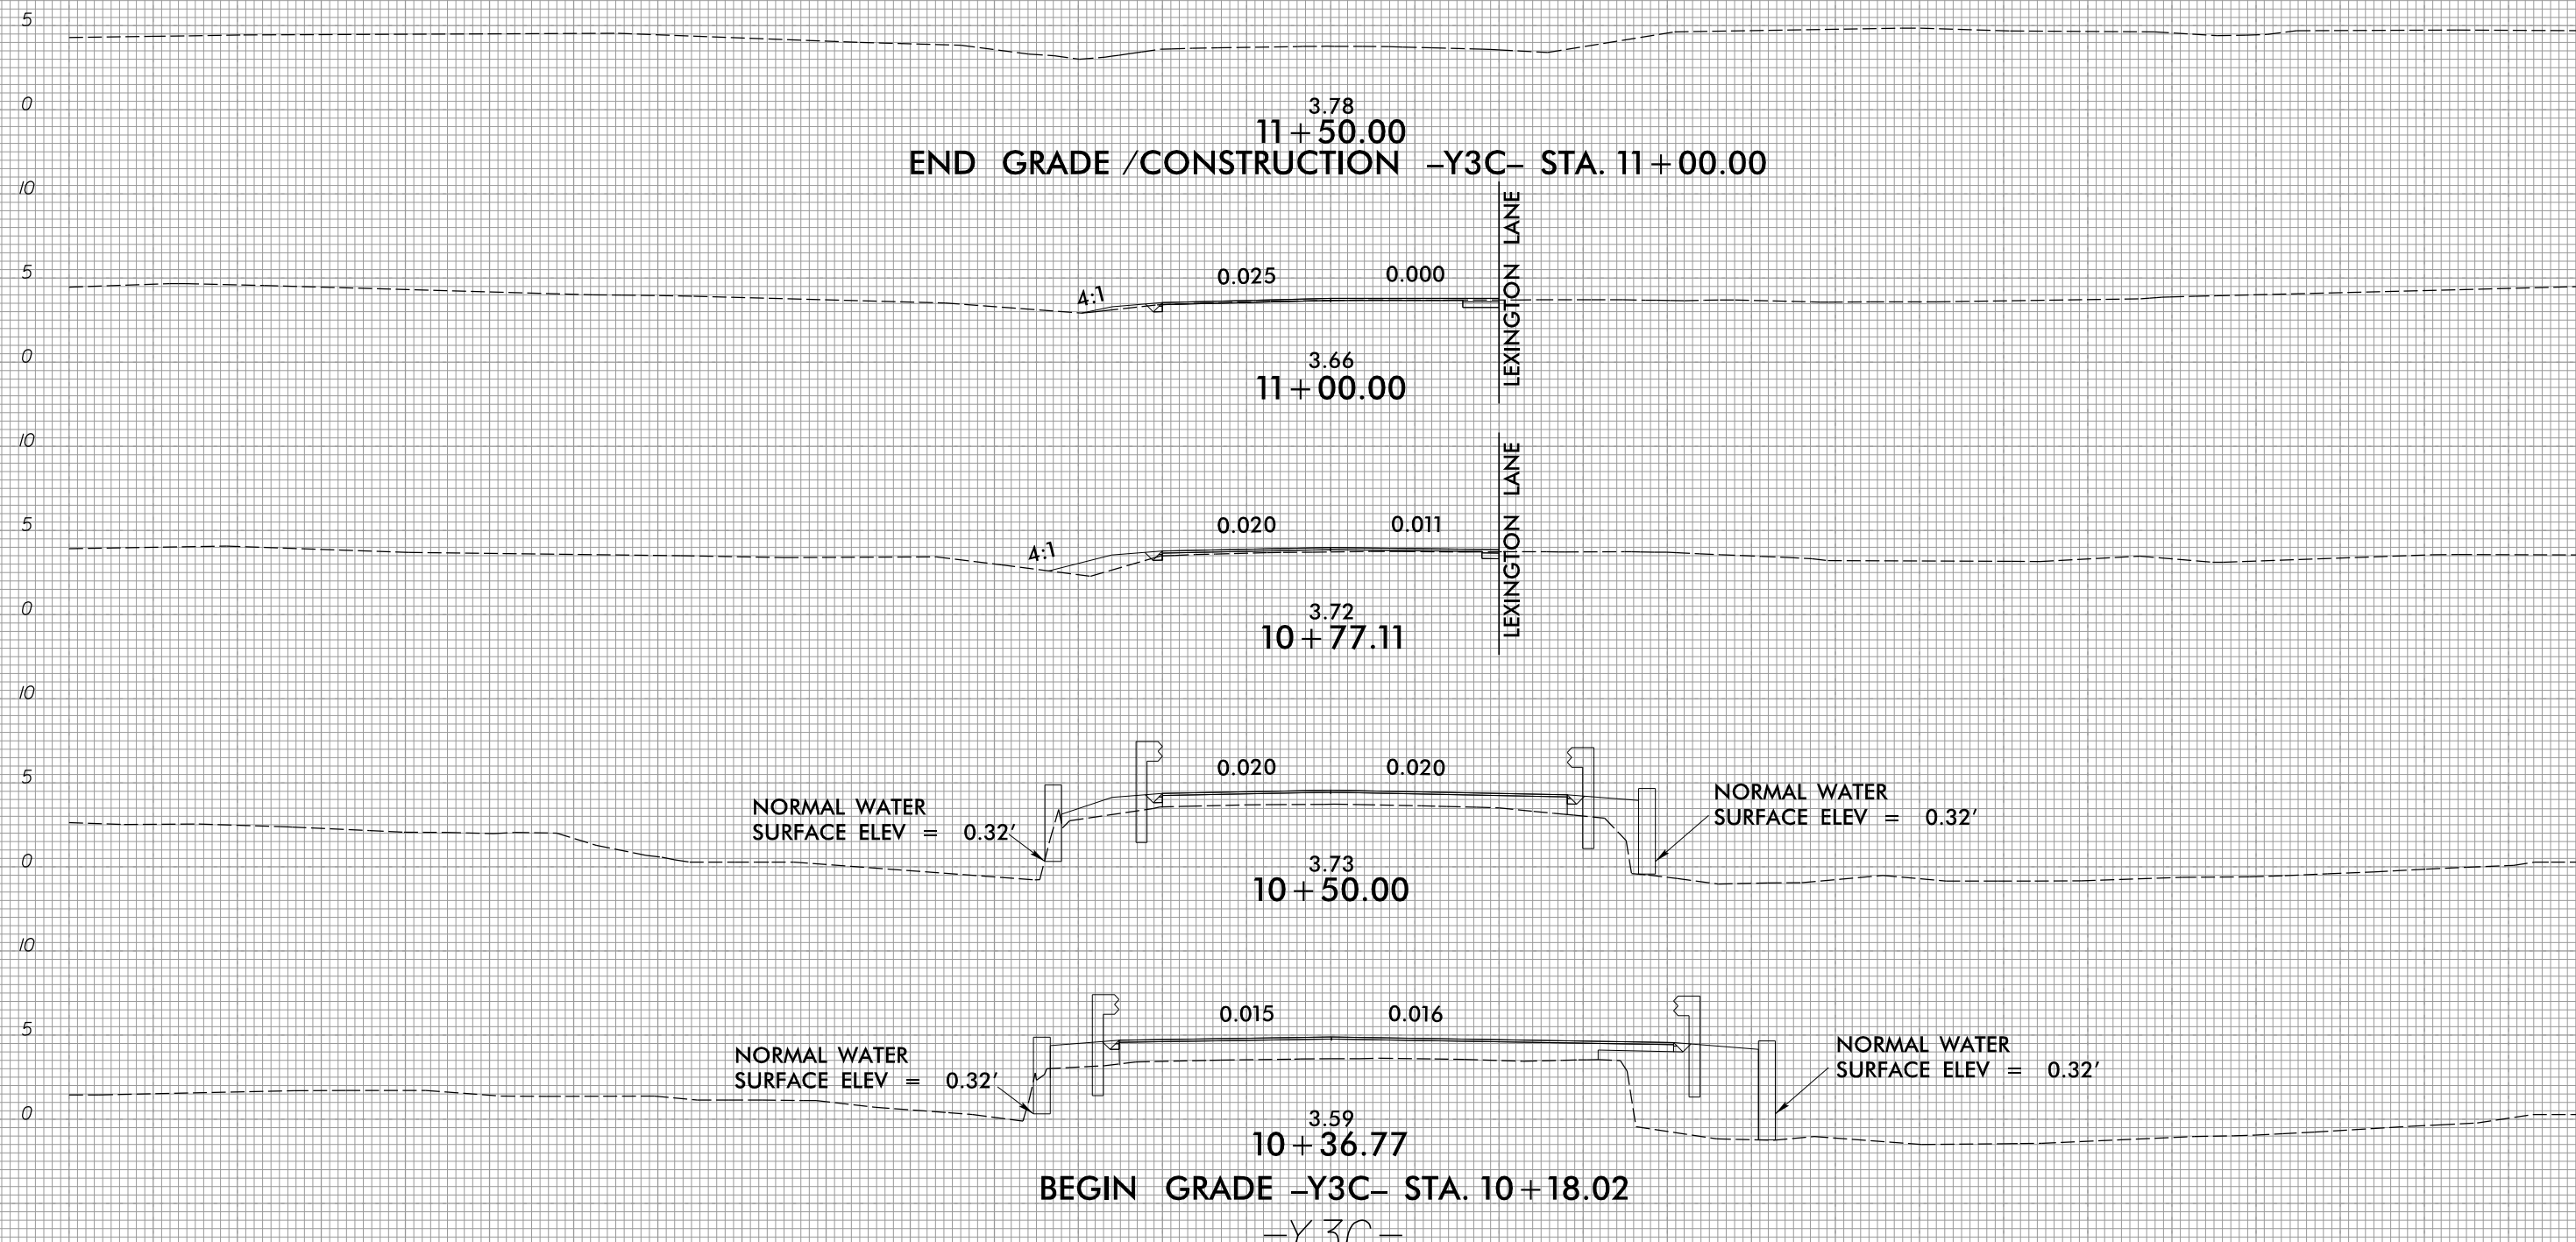 5
0
3.78
11+50.00
END GRADE /CONSTRUCTION -Y3C- STA. 11+00.00
10
LEXINGTON LANE
5
0.025 0.000
4:1
0
3.66
11+00.00
10
LEXINGTON LANE
5
0.020 0.011
4:1
0
3.72
10+77.11
10
5
0.020 0.020
NORMAL WATER
SURFACE ELEV = 0.32'
NORMAL WATER
SURFACE ELEV = 0.32'
0
3.73
10+50.00
10
5
0.015 0.016
NORMAL WATER
SURFACE ELEV = 0.32'
NORMAL WATER
SURFACE ELEV = 0.32'
0
3.59
10+36.77
BEGIN GRADE -Y3C- STA. 10+18.02
-Y3C-